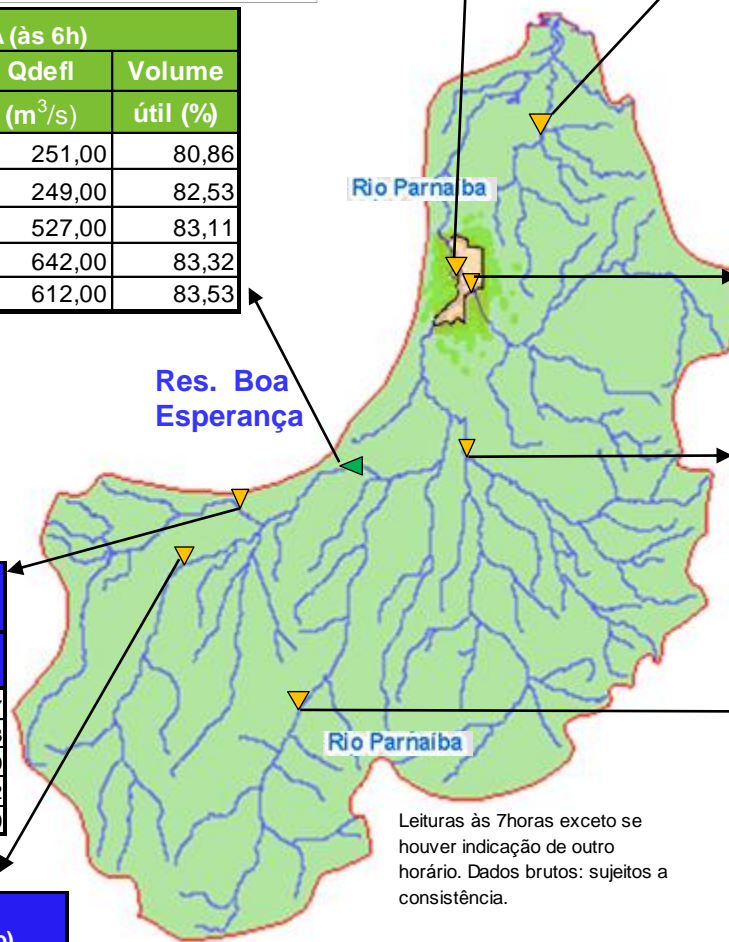 A (às 6h)
Qdefl Volume
(m³/s) útil (%)
251,00 80,86
249,00 82,53
527,00 83,11
642,00 83,32
612,00 83,53
Rio Parnaíba
Res. Boa
Esperança
Rio Parnaíba
Leituras às 7horas exceto se
houver indicação de outro
horário. Dados brutos: sujeitos a
consistência.